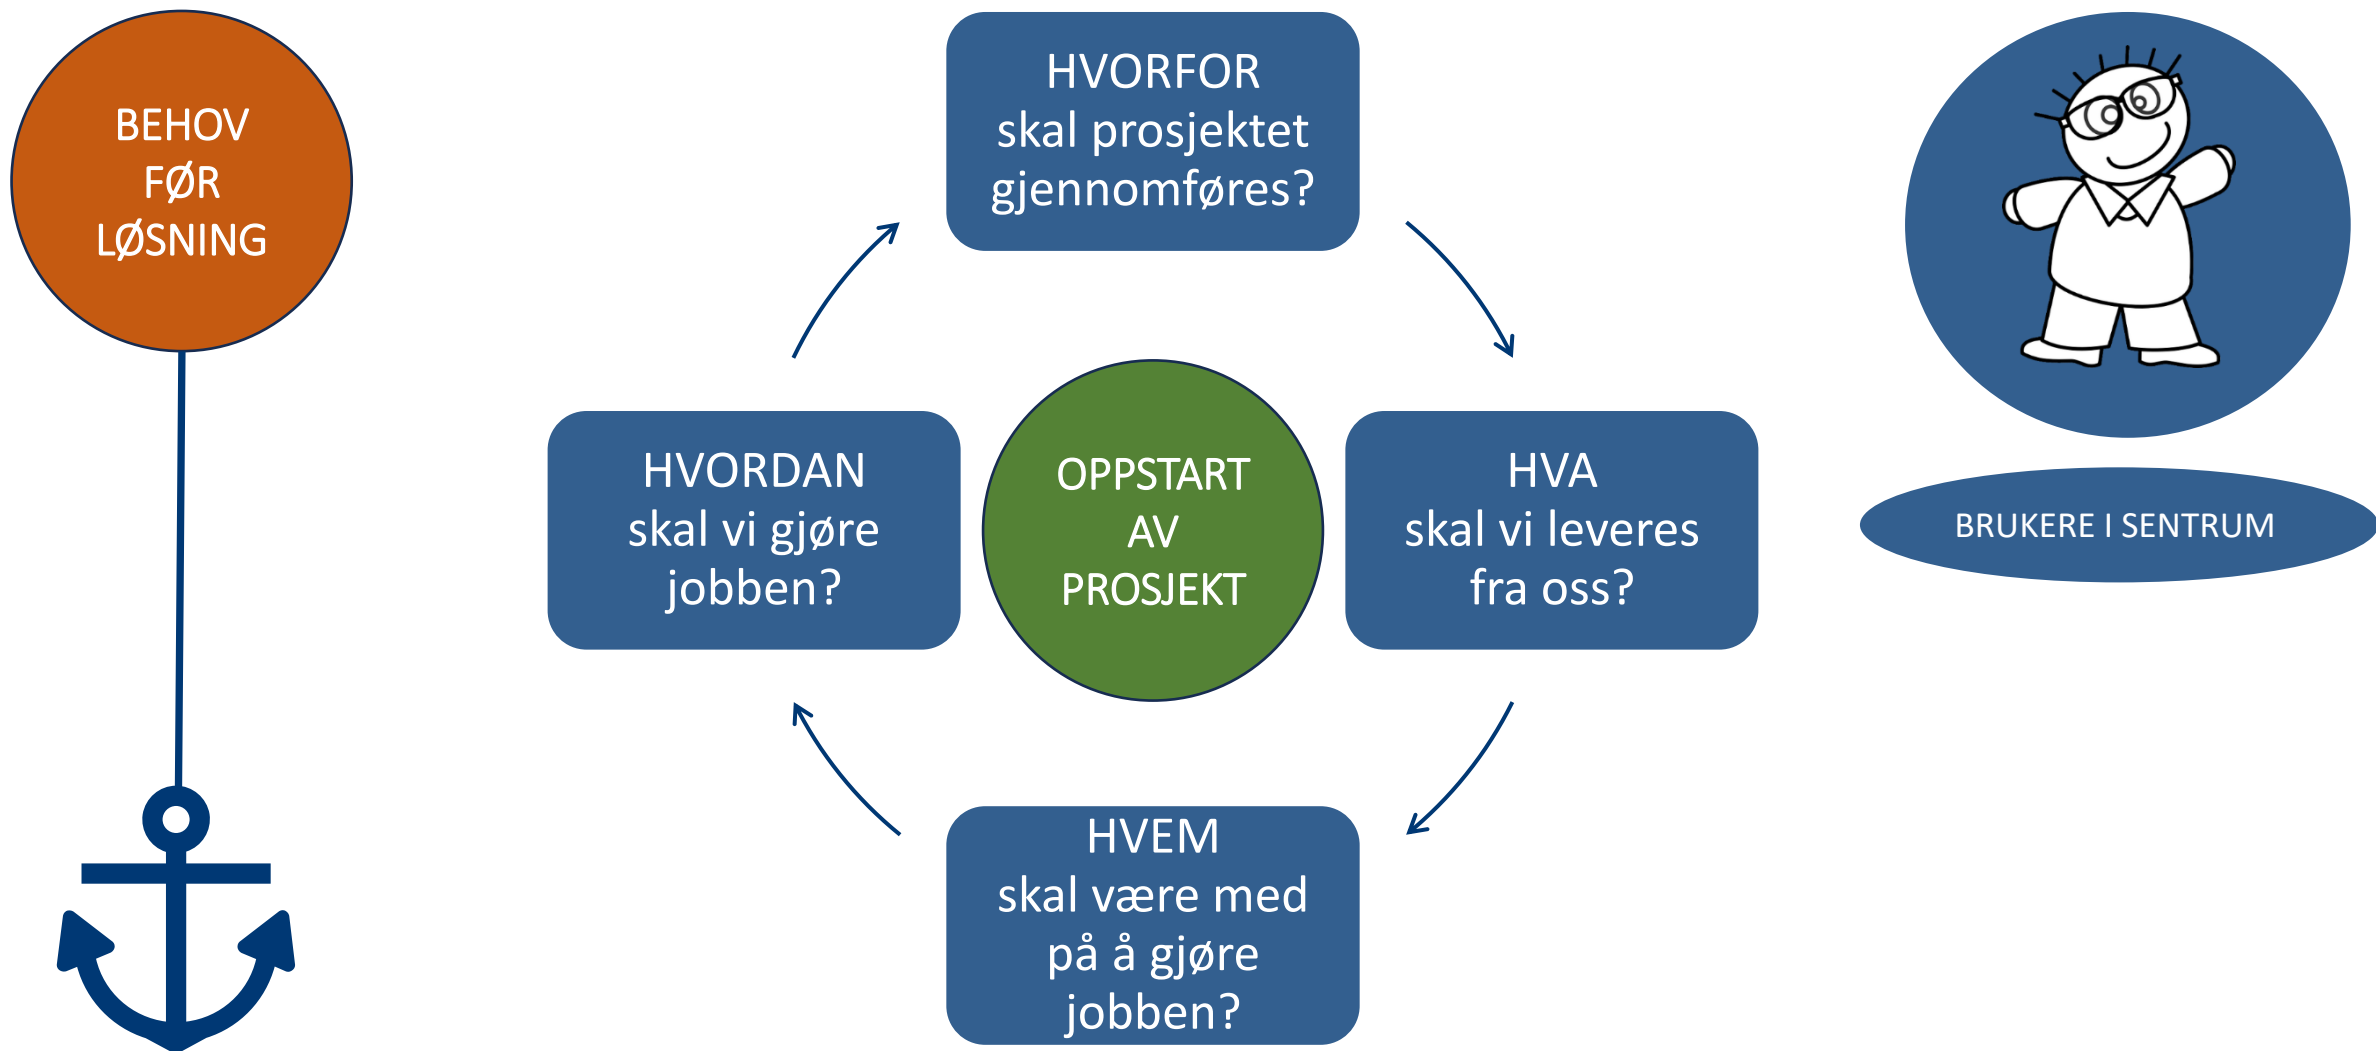 BEHOV
FØR
LØSNING
HVORFOR
skal prosjektet
gjennomføres?
HVORDAN
skal vi gjøre
jobben?
OPPSTART
AV
PROSJEKT
HVA
skal vi leveres
fra oss?
HVEM
skal være med
på å gjøre
jobben?
BRUKERE I SENTRUM